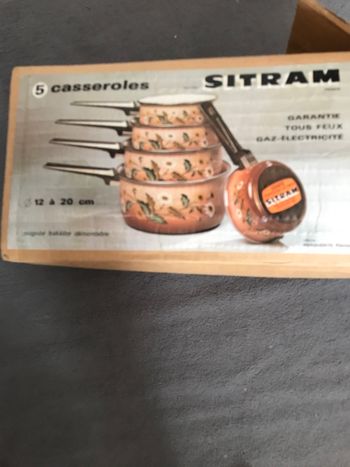 5 casseroles
SITRAM
GARANTIE
TOUS FEUX
GAZ-ÉLECTRICITÉ
SITRAM
Ø 12 à 20 cm
poignée bakélite démontable